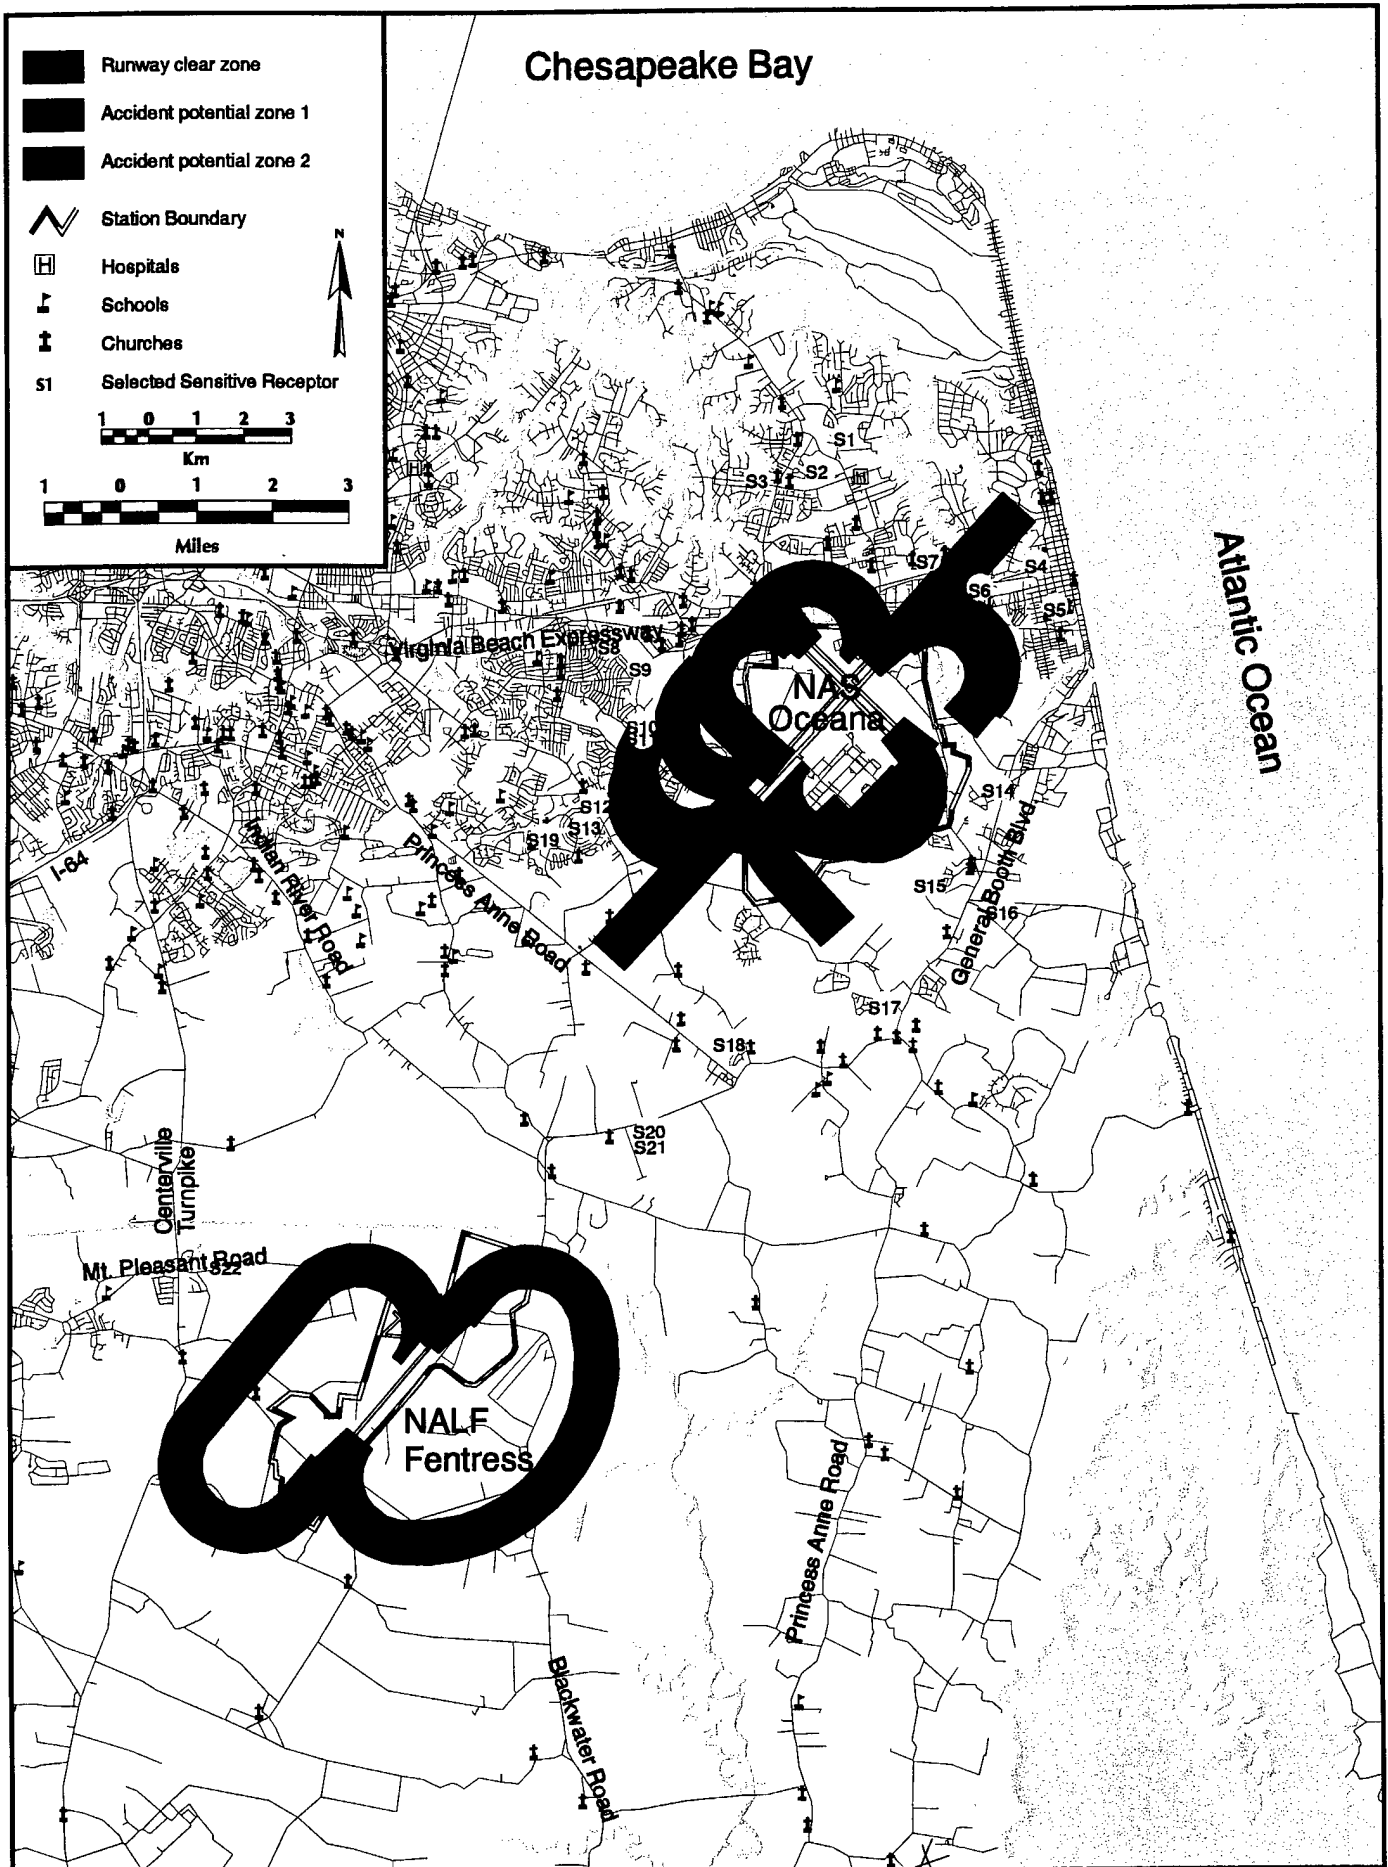 Chesapeake Bay
Runway clear zone
Accident potential zone 1
Accident potential zone 2
Station Boundary
N
H Hospitals
Schools
Churches
S1 Selected Sensitive Receptor
1 0 1 2 3
Km
1 0 1 2 3
Miles
S1
S2
S3
H
H
Atlantic Ocean
S7
S4
S6
S5
Virginia Beach Expressway
S8
S9
NAS
Oceana
S10
S14
S12
S13
S19
I-64
Indian River Road
Princess Anne Road
General Booth Blvd
S15
S16
S17
S18
S20
S21
Centerville
Turnpike
Mt. Pleasant Road
S22
NALF
Fentress
Princess Anne Road
Blackwater Road